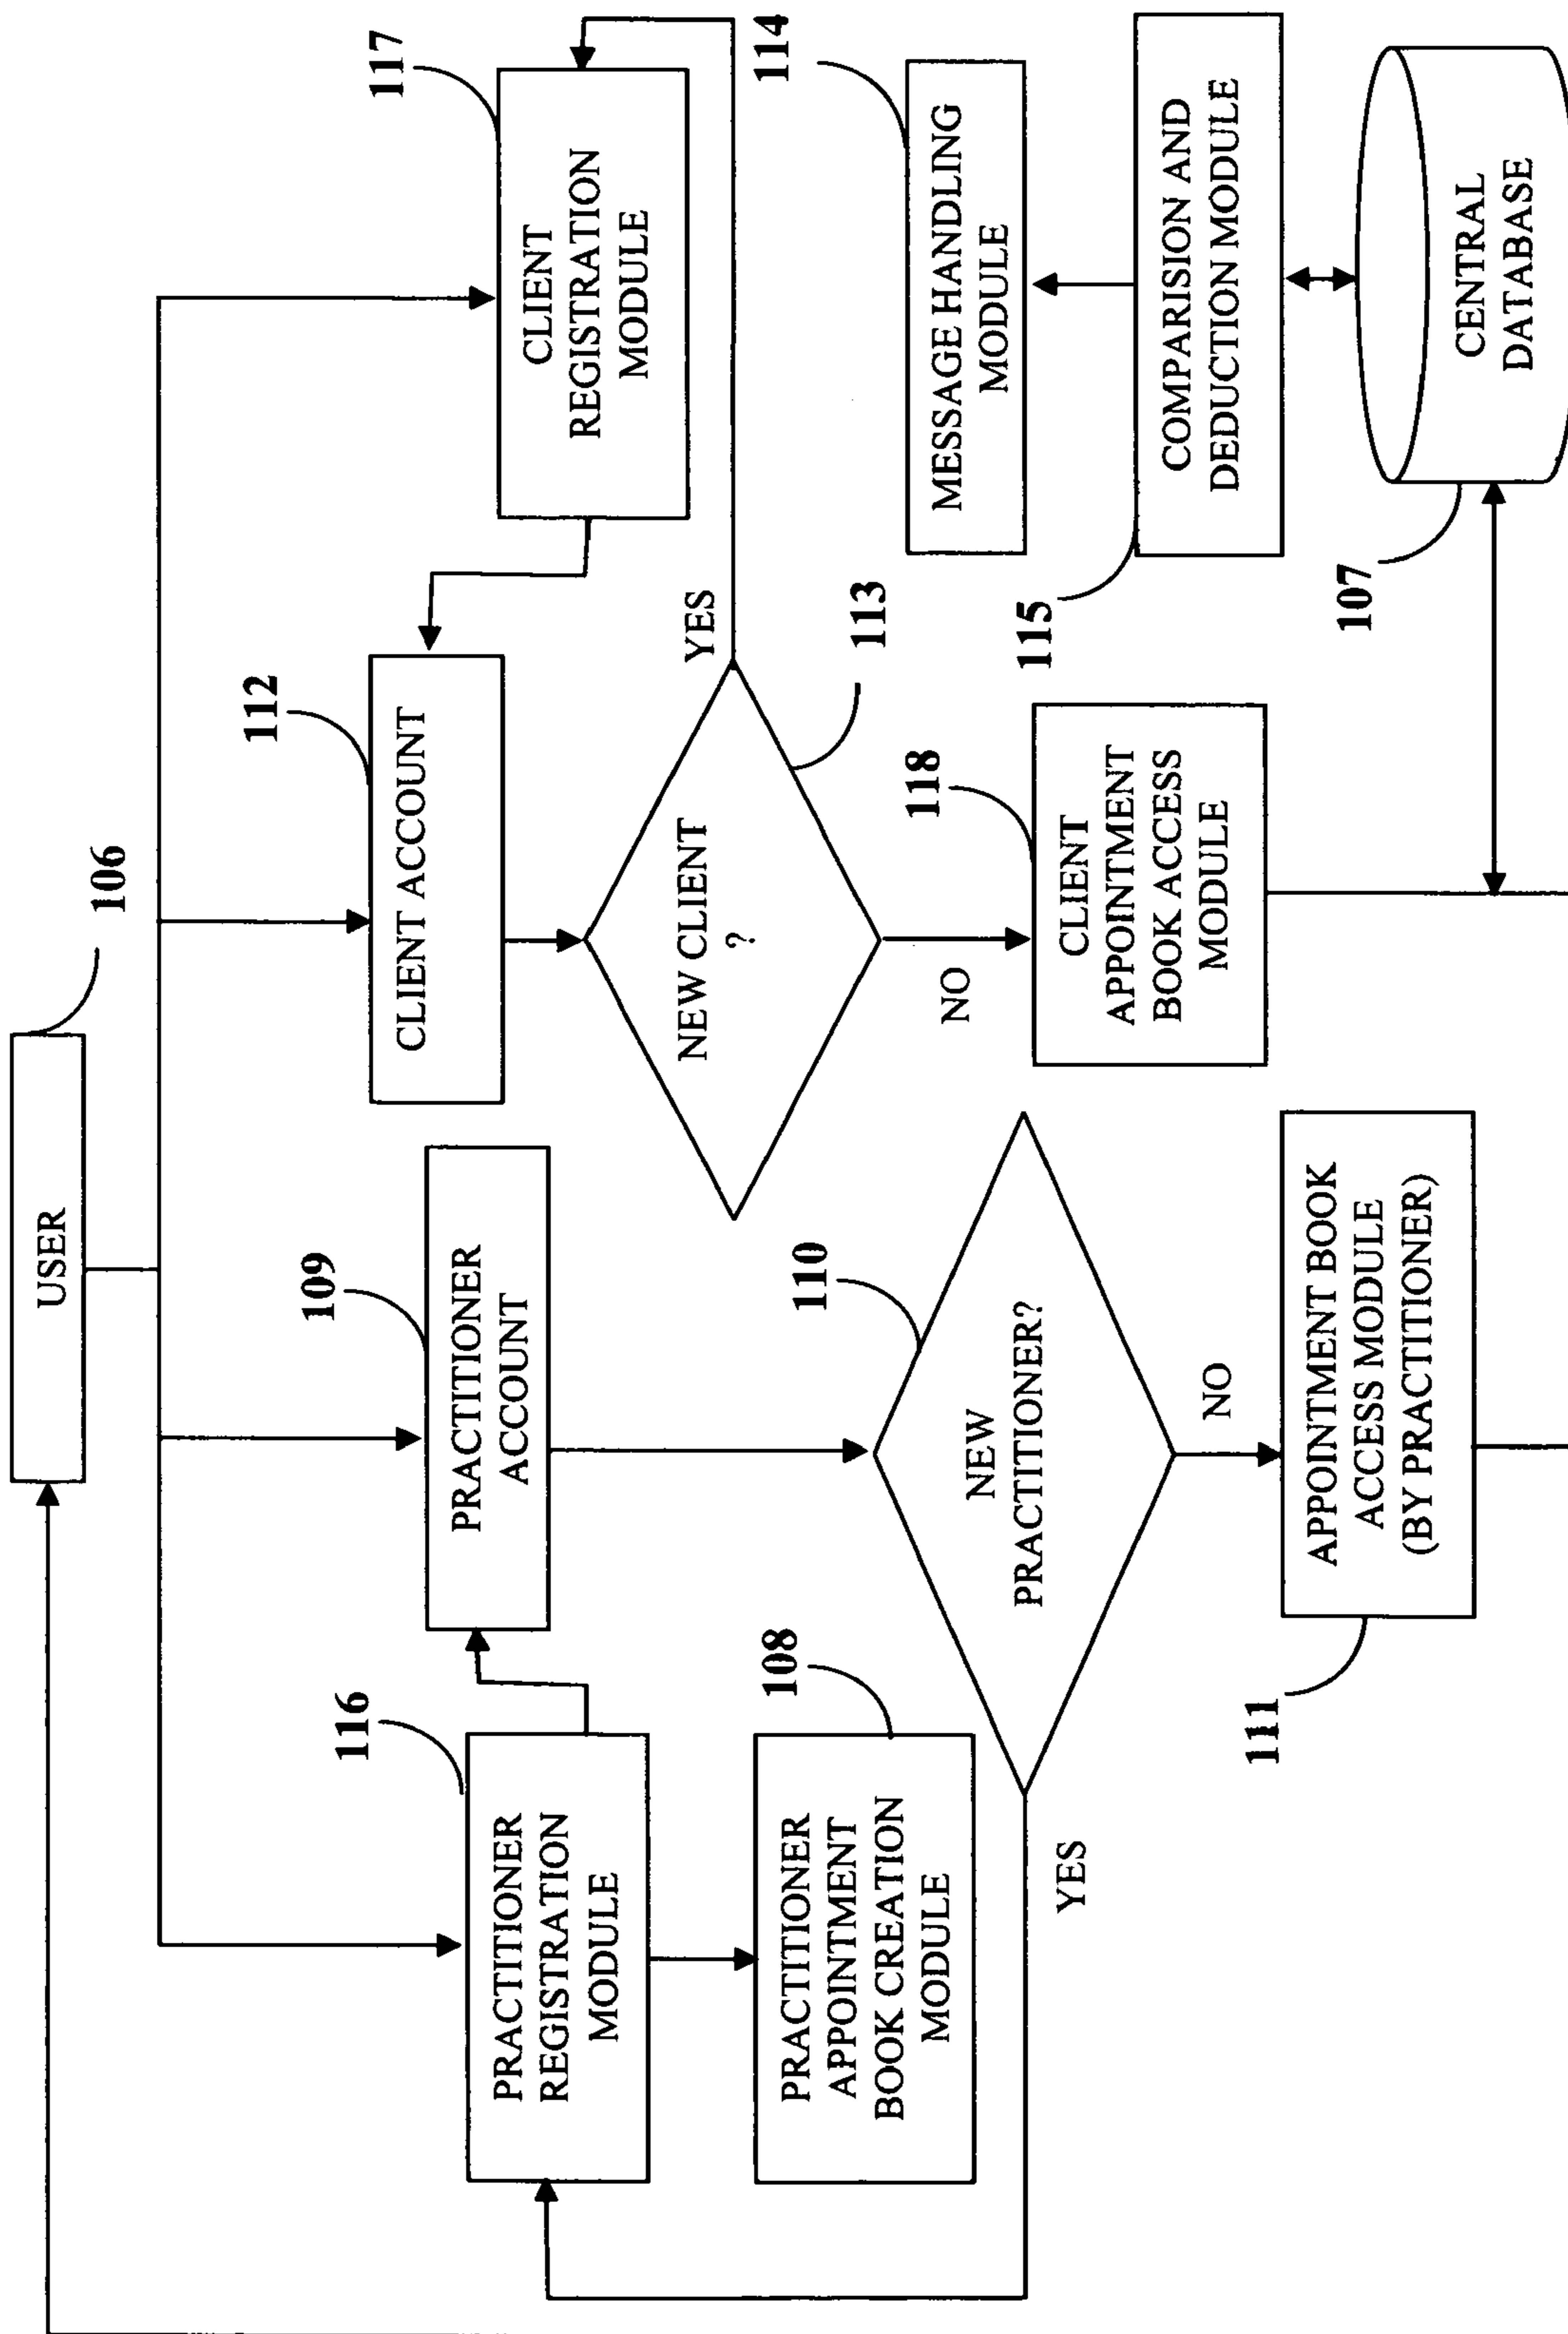 106
USER
116
PRACTITIONER
REGISTRATION
MODULE
109
PRACTITIONER
ACCOUNT
112
CLIENT ACCOUNT
117
CLIENT
REGISTRATION
MODULE
108
PRACTITIONER
APPOINTMENT
BOOK CREATION
MODULE
110
NEW
PRACTITIONER?
YES
NO
NEW CLIENT
?
113
YES
NO
114
MESSAGE HANDLING
MODULE
118
CLIENT
APPOINTMENT
BOOK ACCESS
MODULE
115
COMPARISION AND
DEDUCTION MODULE
111
APPOINTMENT BOOK
ACCESS MODULE
(BY PRACTITIONER)
107
CENTRAL
DATABASE